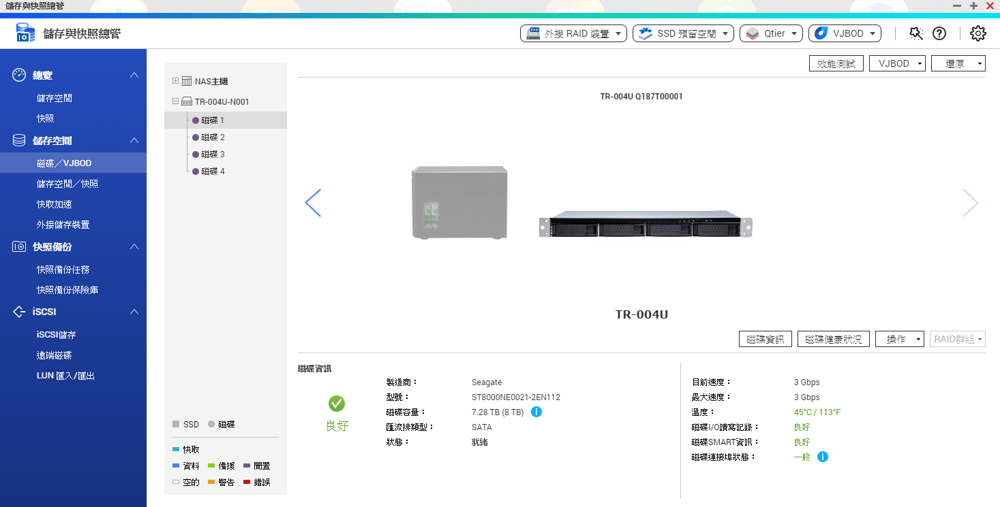 儲存與快照總管
儲存與快照總管
外接 RAID 裝置
SSD 預留空間
Qtier
VJBOD
總覽
儲存空間
快照
儲存空間
磁碟／VJBOD
儲存空間／快照
快取加速
外接儲存裝置
快照備份
快照備份任務
快照備份保險庫
iSCSI
iSCSI儲存
遠端磁碟
LUN 匯入/匯出
NAS主機
TR-004U-N001
磁碟 1
磁碟 2
磁碟 3
磁碟 4
SSD 磁碟
快取
資料 備援 閒置
空的 警告 錯誤
效能測試 VJBOD 還原
TR-004U Q187T00001
TR-004U
磁碟資訊 磁碟健康狀況 操作 RAID群組
磁碟資訊
良好
製造商： Seagate
型號： ST8000NE0021-2EN112
磁碟容量： 7.28 TB (8 TB)
匯流排類型： SATA
狀態： 就緒
目前速度： 3 Gbps
最大速度： 3 Gbps
溫度： 45°C / 113°F
磁碟I/O讀寫記錄： 良好
磁碟SMART資訊： 良好
磁碟連接埠狀態： 一般